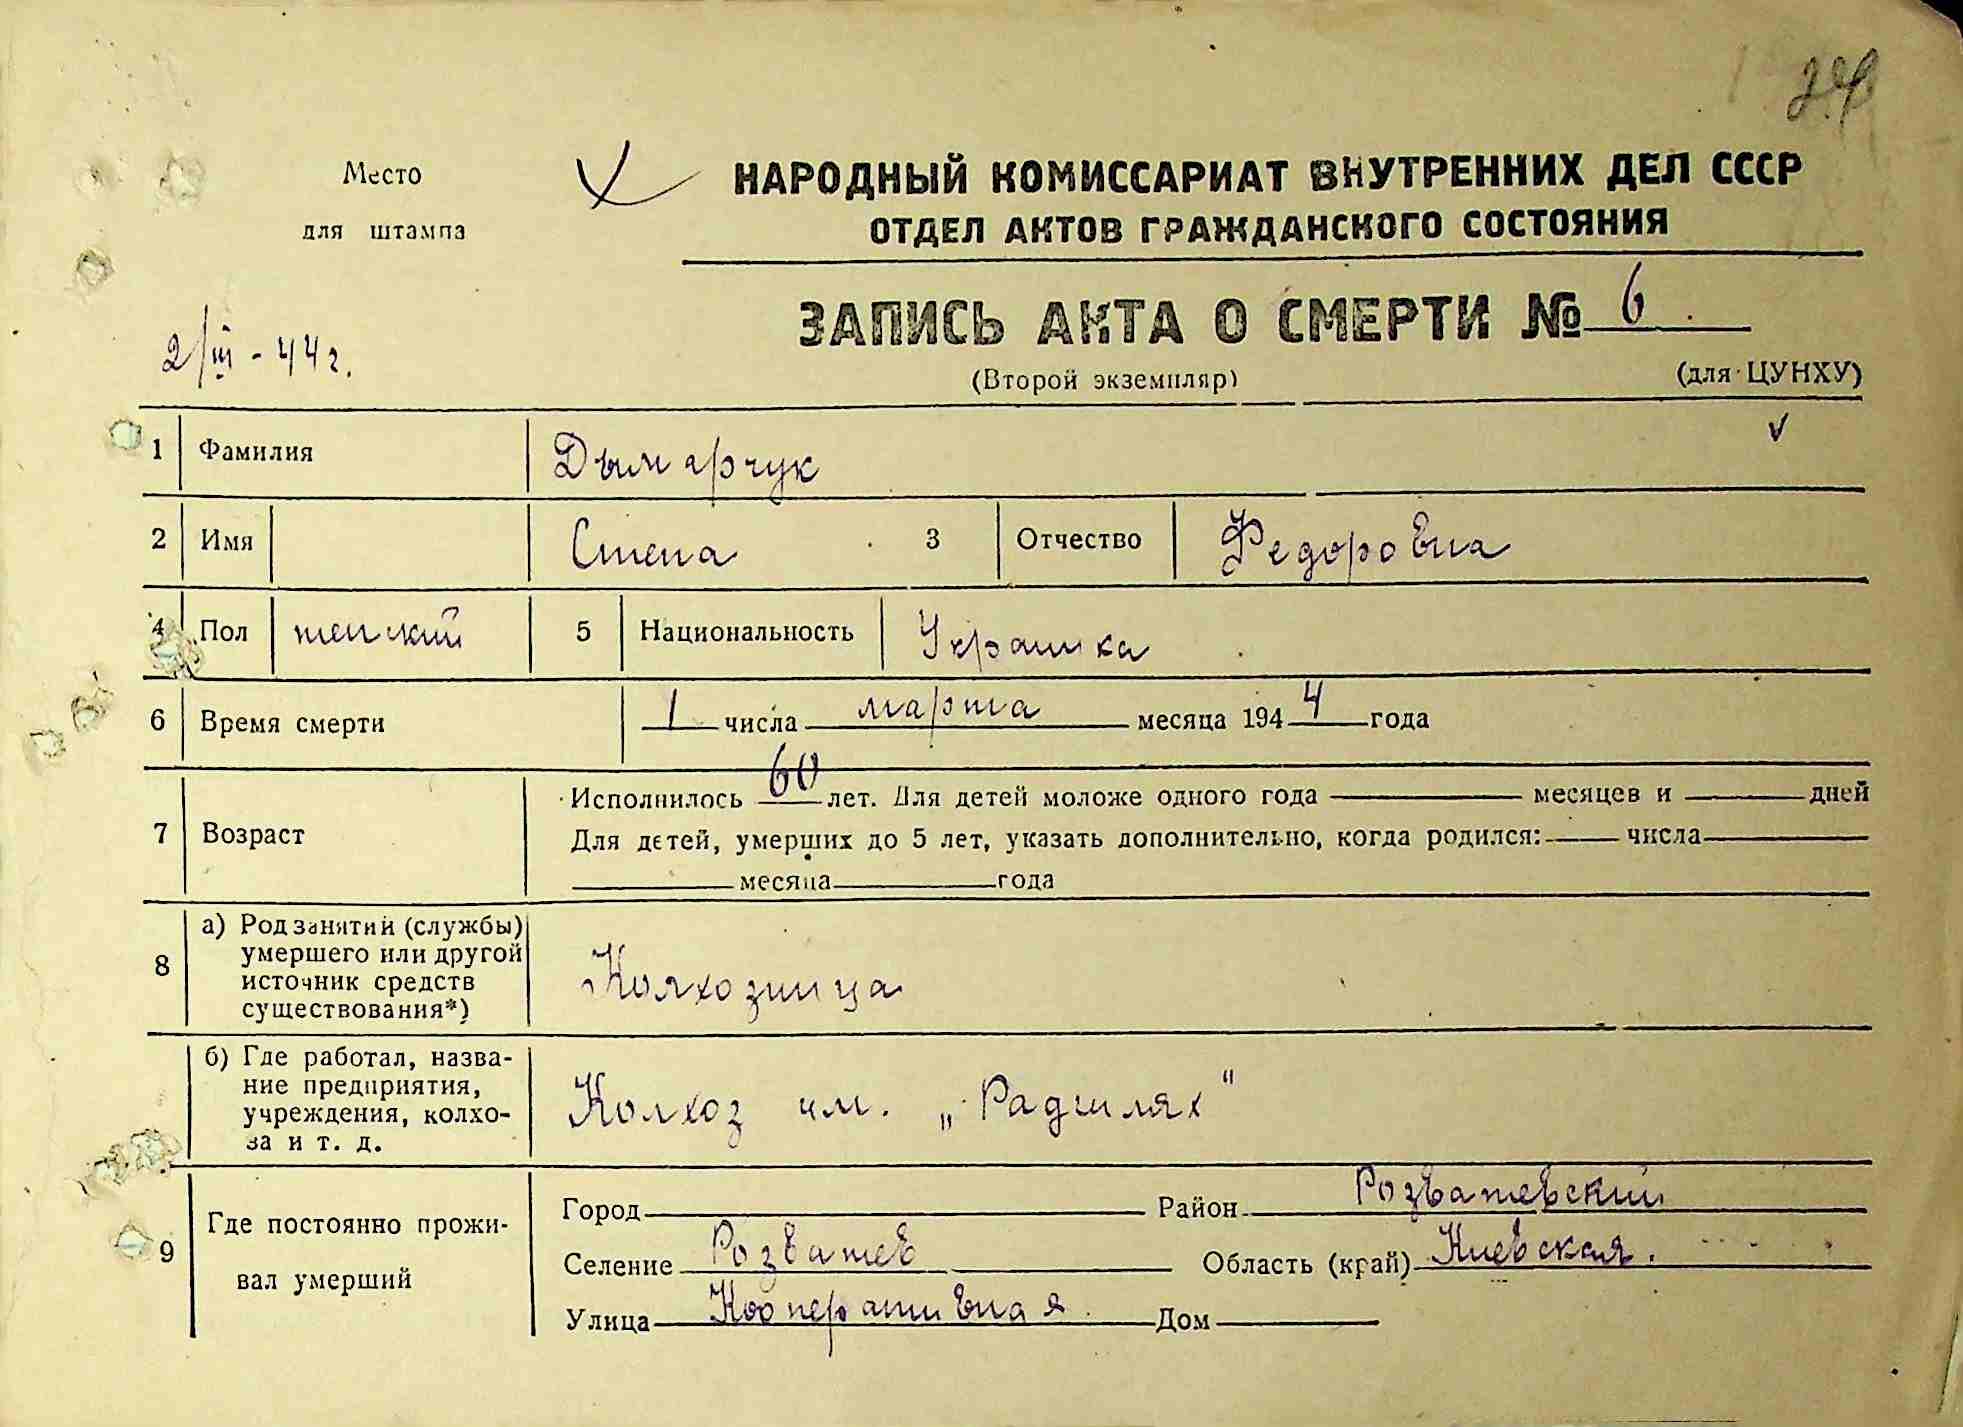 24
Место
для штампа
НАРОДНЫЙ КОМИССАРИАТ ВНУТРЕННИХ ДЕЛ СССР
ОТДЕЛ АКТОВ ГРАЖДАНСКОГО СОСТОЯНИЯ
ЗАПИСЬ АКТА О СМЕРТИ № 6
2/III - 44 г.
(Второй экземпляр) (для ЦУНХУ)
1 Фамилия Дымарчук
2 Имя Степа 3 Отчество Федоровна
4 Пол женский 5 Национальность Украинка
6 Время смерти 1 числа марта месяца 1944 года
7 Возраст Исполнилось 60 лет. Для детей моложе одного года месяцев и дней
Для детей, умерших до 5 лет, указать дополнительно, когда родился: числа
месяца года
8 а) Род занятий (службы) умершего или другой источник средств существования*) Колхозница
б) Где работал, название предприятия, учреждения, колхоза и т. д. Колхоз им. „Радшлях"
9 Где постоянно проживал умерший
Город Район Розважевский
Селение Розважев Область (край) Киевская.
Улица Кооперативная Дом